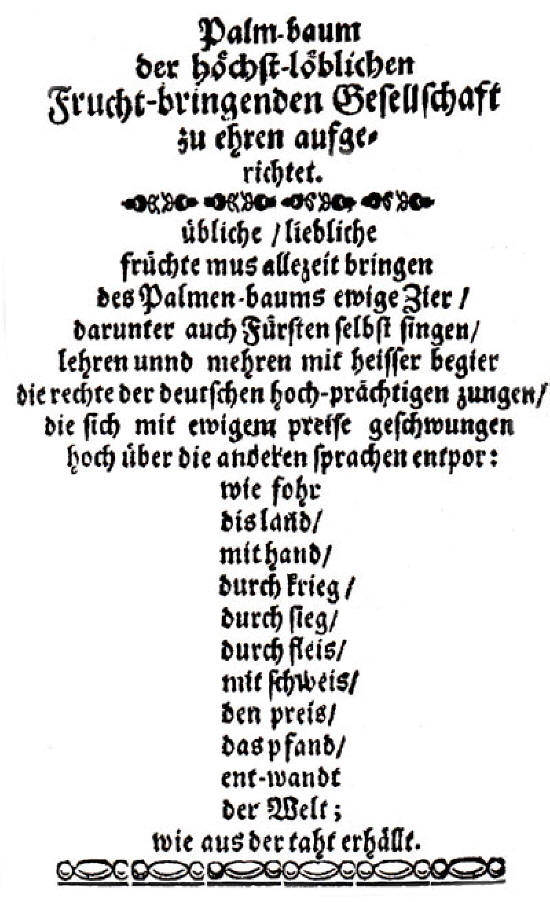 Palm-baum
der höchst-löblichen
Frucht-bringenden Gesellschaft
zu ehren aufge-
richtet.
übliche / liebliche
früchte mus allezeit bringen
des Palmen-baums ewige Zier /
darunter auch Fürsten selbst singen/
lehren unnd mehren mit heisser begier
die rechte der deutschen hoch-prächtigen zungen/
die sich mit ewigem preise geschwungen
hoch über die anderen sprachen entpor:
wie fohr
dis land/
mit hand/
durch krieg /
durch sieg/
durch fleis/
mit schweis/
den preis/
das pfand/
ent-wandt
der Welt;
wie aus der taht erhällt.